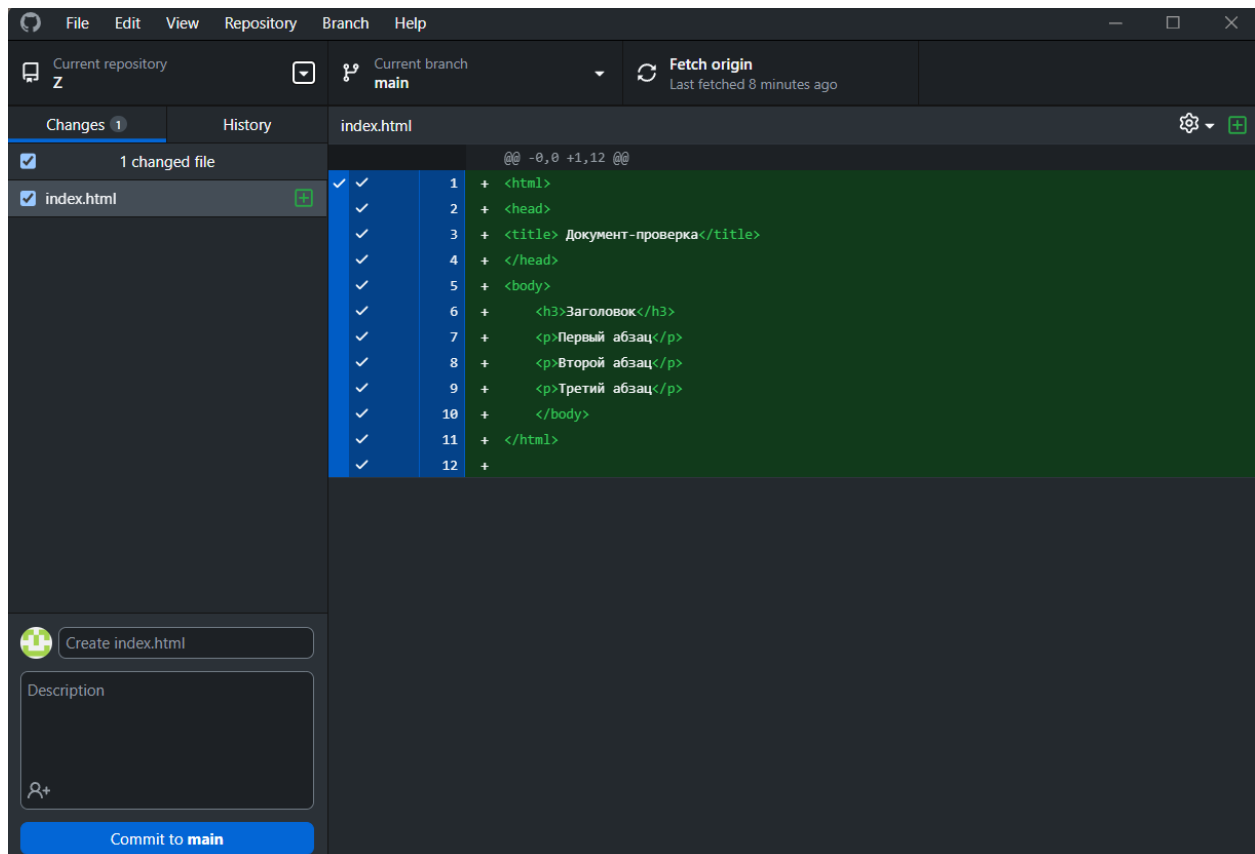 File Edit View Repository Branch Help
Current repository
Z
Current branch
main
Fetch origin
Last fetched 8 minutes ago
Changes 1 History
1 changed file
index.html
index.html
@@ -0,0 +1,12 @@
1 + <html>
2 + <head>
3 + <title> Документ-проверка</title>
4 + </head>
5 + <body>
6 + <h3>Заголовок</h3>
7 + <p>Первый абзац</p>
8 + <p>Второй абзац</p>
9 + <p>Третий абзац</p>
10 + </body>
11 + </html>
12 +
Create index.html
Description
Commit to main